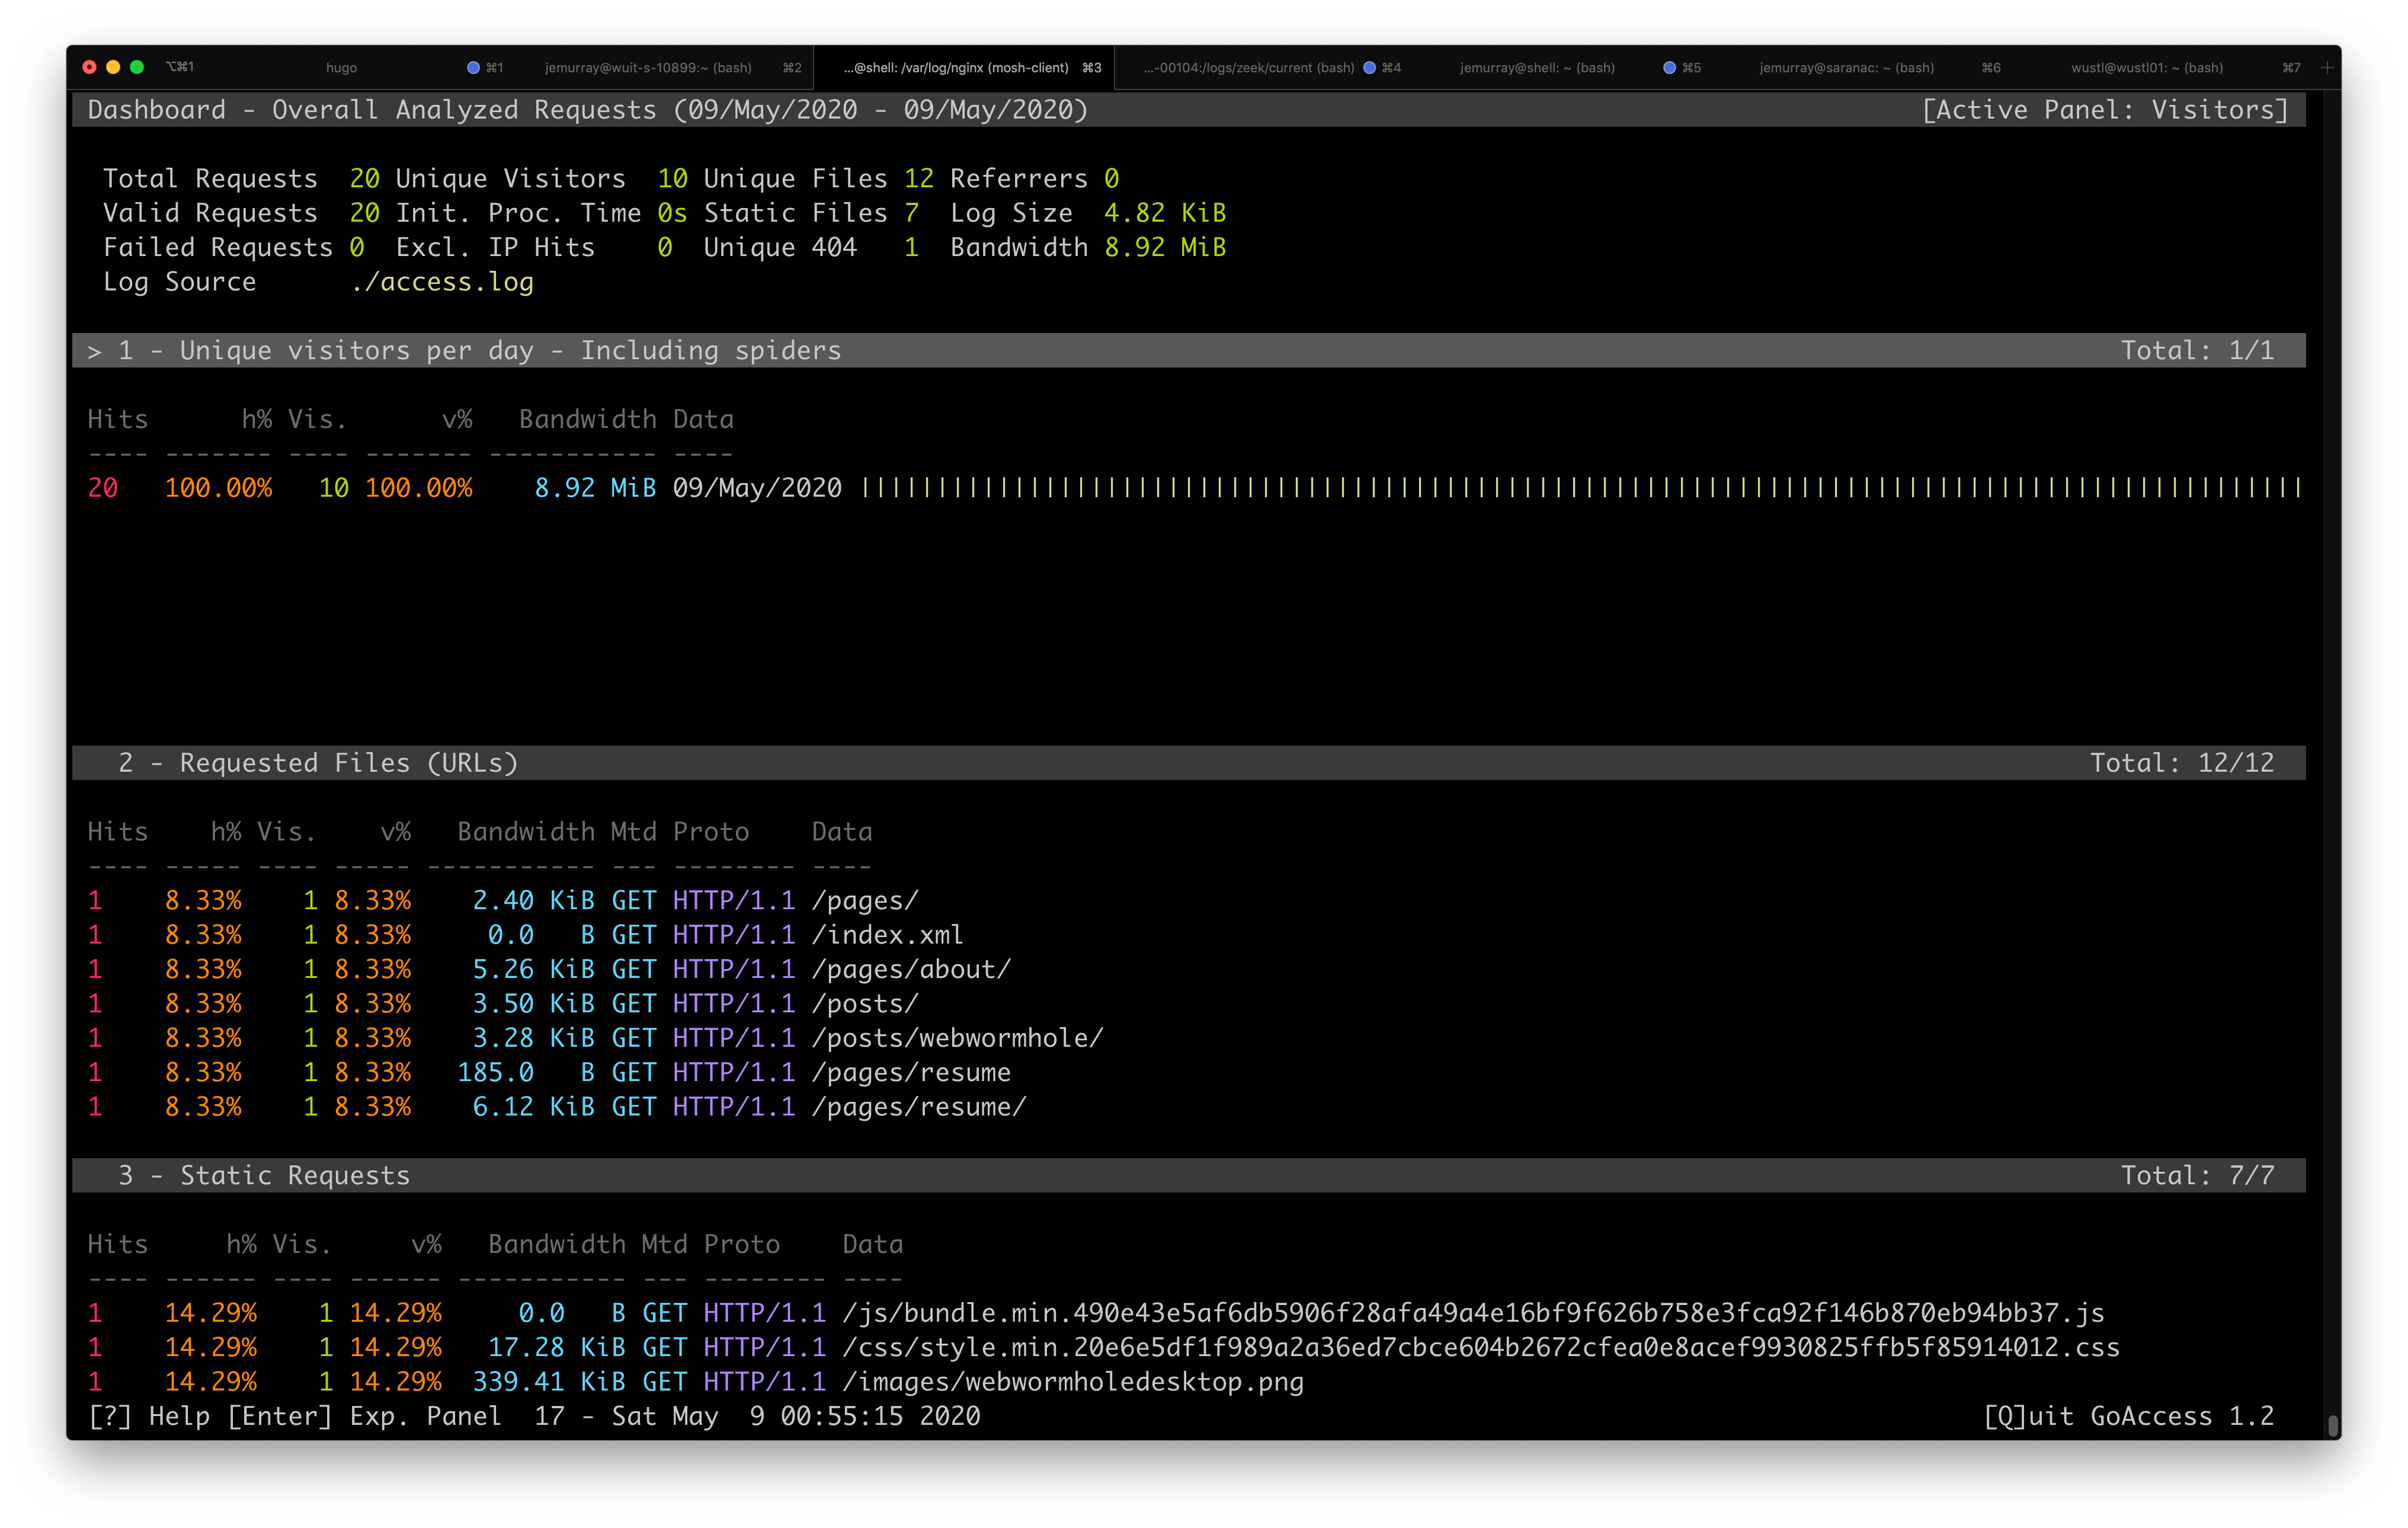 ⌥⌘1 hugo ⌘1 jemurray@wuit-s-10899:~ (bash) ⌘2 ...@shell: /var/log/nginx (mosh-client) ⌘3 ...-00104:/logs/zeek/current (bash) ⌘4 jemurray@shell: ~ (bash) ⌘5 jemurray@saranac: ~ (bash) ⌘6 wustl@wustl01: ~ (bash) ⌘7 +
Dashboard - Overall Analyzed Requests (09/May/2020 - 09/May/2020) [Active Panel: Visitors]
Total Requests 20 Unique Visitors 10 Unique Files 12 Referrers 0
Valid Requests 20 Init. Proc. Time 0s Static Files 7 Log Size 4.82 KiB
Failed Requests 0 Excl. IP Hits 0 Unique 404 1 Bandwidth 8.92 MiB
Log Source ./access.log
> 1 - Unique visitors per day - Including spiders Total: 1/1
Hits h% Vis. v% Bandwidth Data
---- ------- ---- ------- ----------- ----
20 100.00% 10 100.00% 8.92 MiB 09/May/2020 ||||||||||||||||||||||||||||||||||||||||||||||||||||||||||||||||||||||||||||||||||||||||||||||
2 - Requested Files (URLs) Total: 12/12
Hits h% Vis. v% Bandwidth Mtd Proto Data
---- ----- ---- ----- ----------- --- -------- ----
1 8.33% 1 8.33% 2.40 KiB GET HTTP/1.1 /pages/
1 8.33% 1 8.33% 0.0 B GET HTTP/1.1 /index.xml
1 8.33% 1 8.33% 5.26 KiB GET HTTP/1.1 /pages/about/
1 8.33% 1 8.33% 3.50 KiB GET HTTP/1.1 /posts/
1 8.33% 1 8.33% 3.28 KiB GET HTTP/1.1 /posts/webwormhole/
1 8.33% 1 8.33% 185.0 B GET HTTP/1.1 /pages/resume
1 8.33% 1 8.33% 6.12 KiB GET HTTP/1.1 /pages/resume/
3 - Static Requests Total: 7/7
Hits h% Vis. v% Bandwidth Mtd Proto Data
---- ------ ---- ------ ----------- --- -------- ----
1 14.29% 1 14.29% 0.0 B GET HTTP/1.1 /js/bundle.min.490e43e5af6db5906f28afa49a4e16bf9f626b758e3fca92f146b870eb94bb37.js
1 14.29% 1 14.29% 17.28 KiB GET HTTP/1.1 /css/style.min.20e6e5df1f989a2a36ed7cbce604b2672cfea0e8acef9930825ffb5f85914012.css
1 14.29% 1 14.29% 339.41 KiB GET HTTP/1.1 /images/webwormholedesktop.png
[?] Help [Enter] Exp. Panel 17 - Sat May 9 00:55:15 2020 [Q]uit GoAccess 1.2